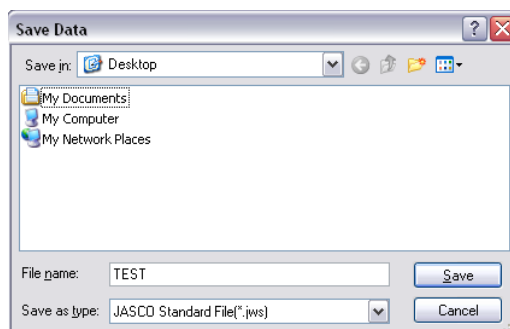 Save Data
Save in: Desktop
My Documents
My Computer
My Network Places
File name: TEST Save
Save as type: JASCO Standard File(*.jws) Cancel